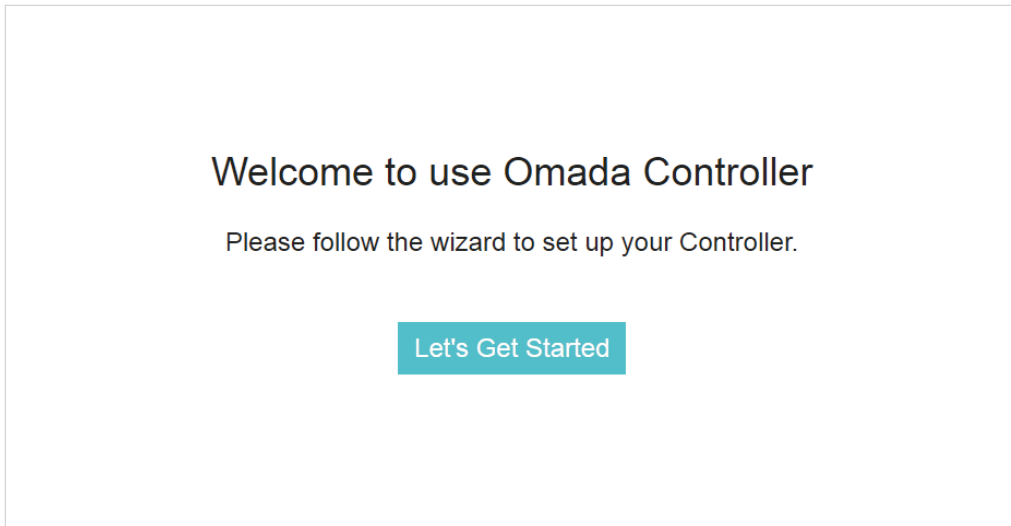 Welcome to use Omada Controller
Please follow the wizard to set up your Controller.
Let's Get Started